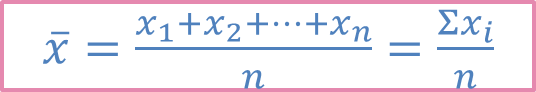 x̄ = (x₁+x₂+⋯+xₙ)/n = Σxᵢ/n